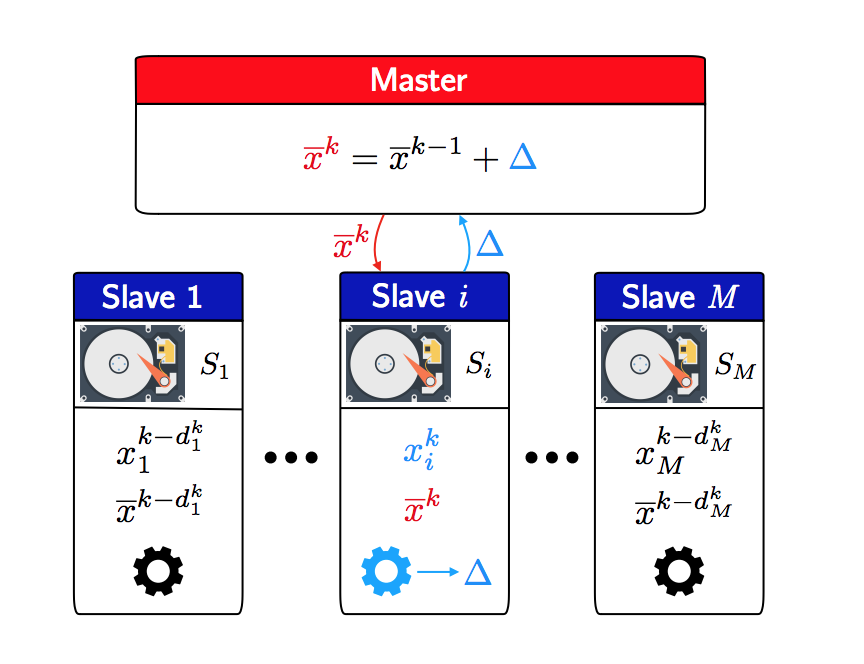 Master
x̅^k = x̅^{k−1} + Δ
x̅^k Δ
Slave 1
S_1
x_1^{k−d_1^k}
x̅^{k−d_1^k}
•••
Slave i
S_i
x_i^k
x̅^k
Δ
•••
Slave M
S_M
x_M^{k−d_M^k}
x̅^{k−d_M^k}